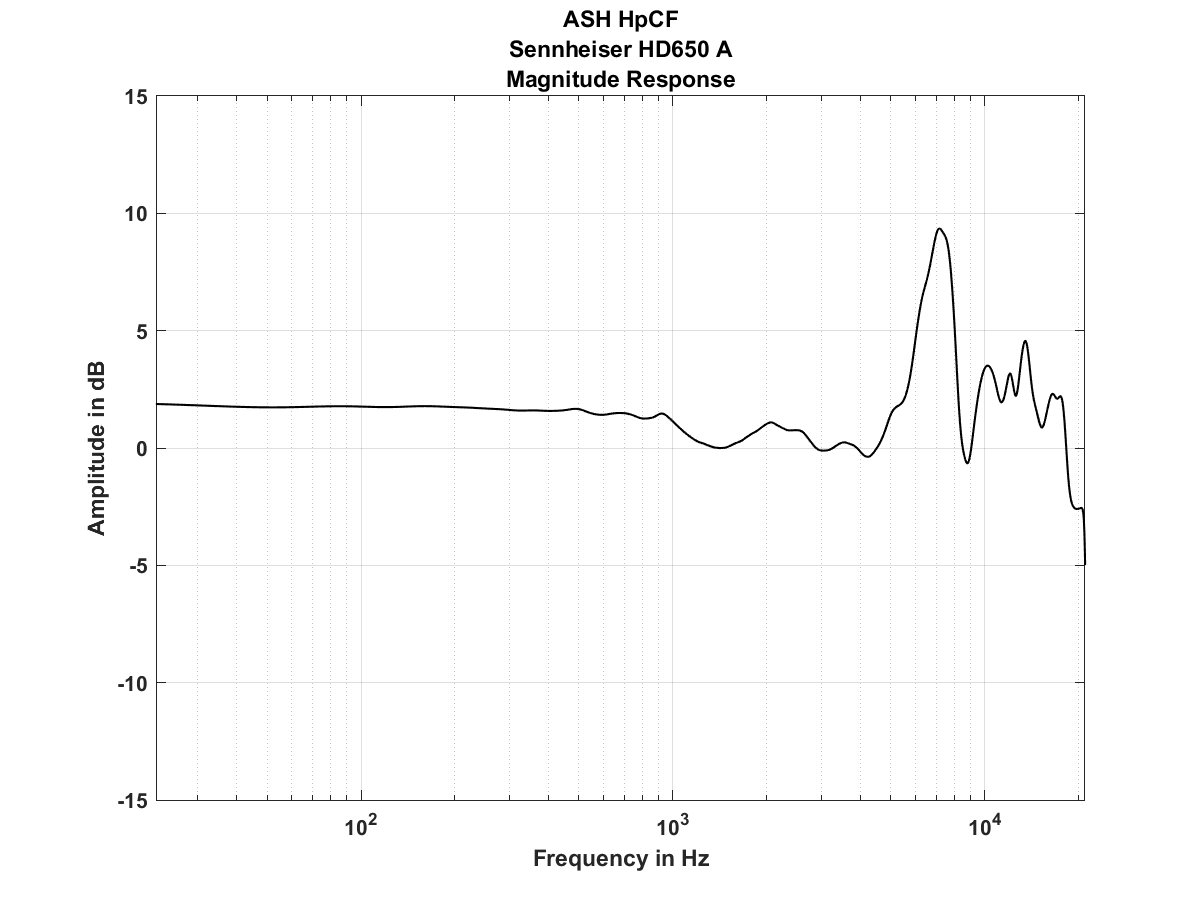 ASH HpCF
Sennheiser HD650 A
Magnitude Response
15
10
5
0
-5
-10
-15
Amplitude in dB
10²
10³
10⁴
Frequency in Hz